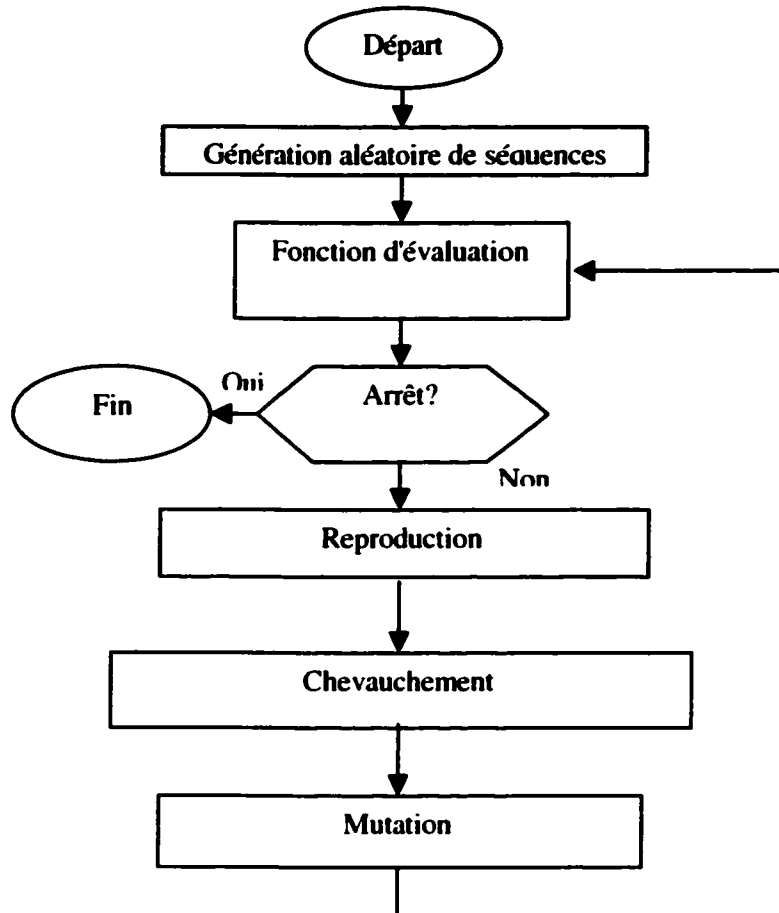 Départ
Génération aléatoire de séquences
Fonction d'évaluation
Arrêt?
Oui
Fin
Non
Reproduction
Chevauchement
Mutation